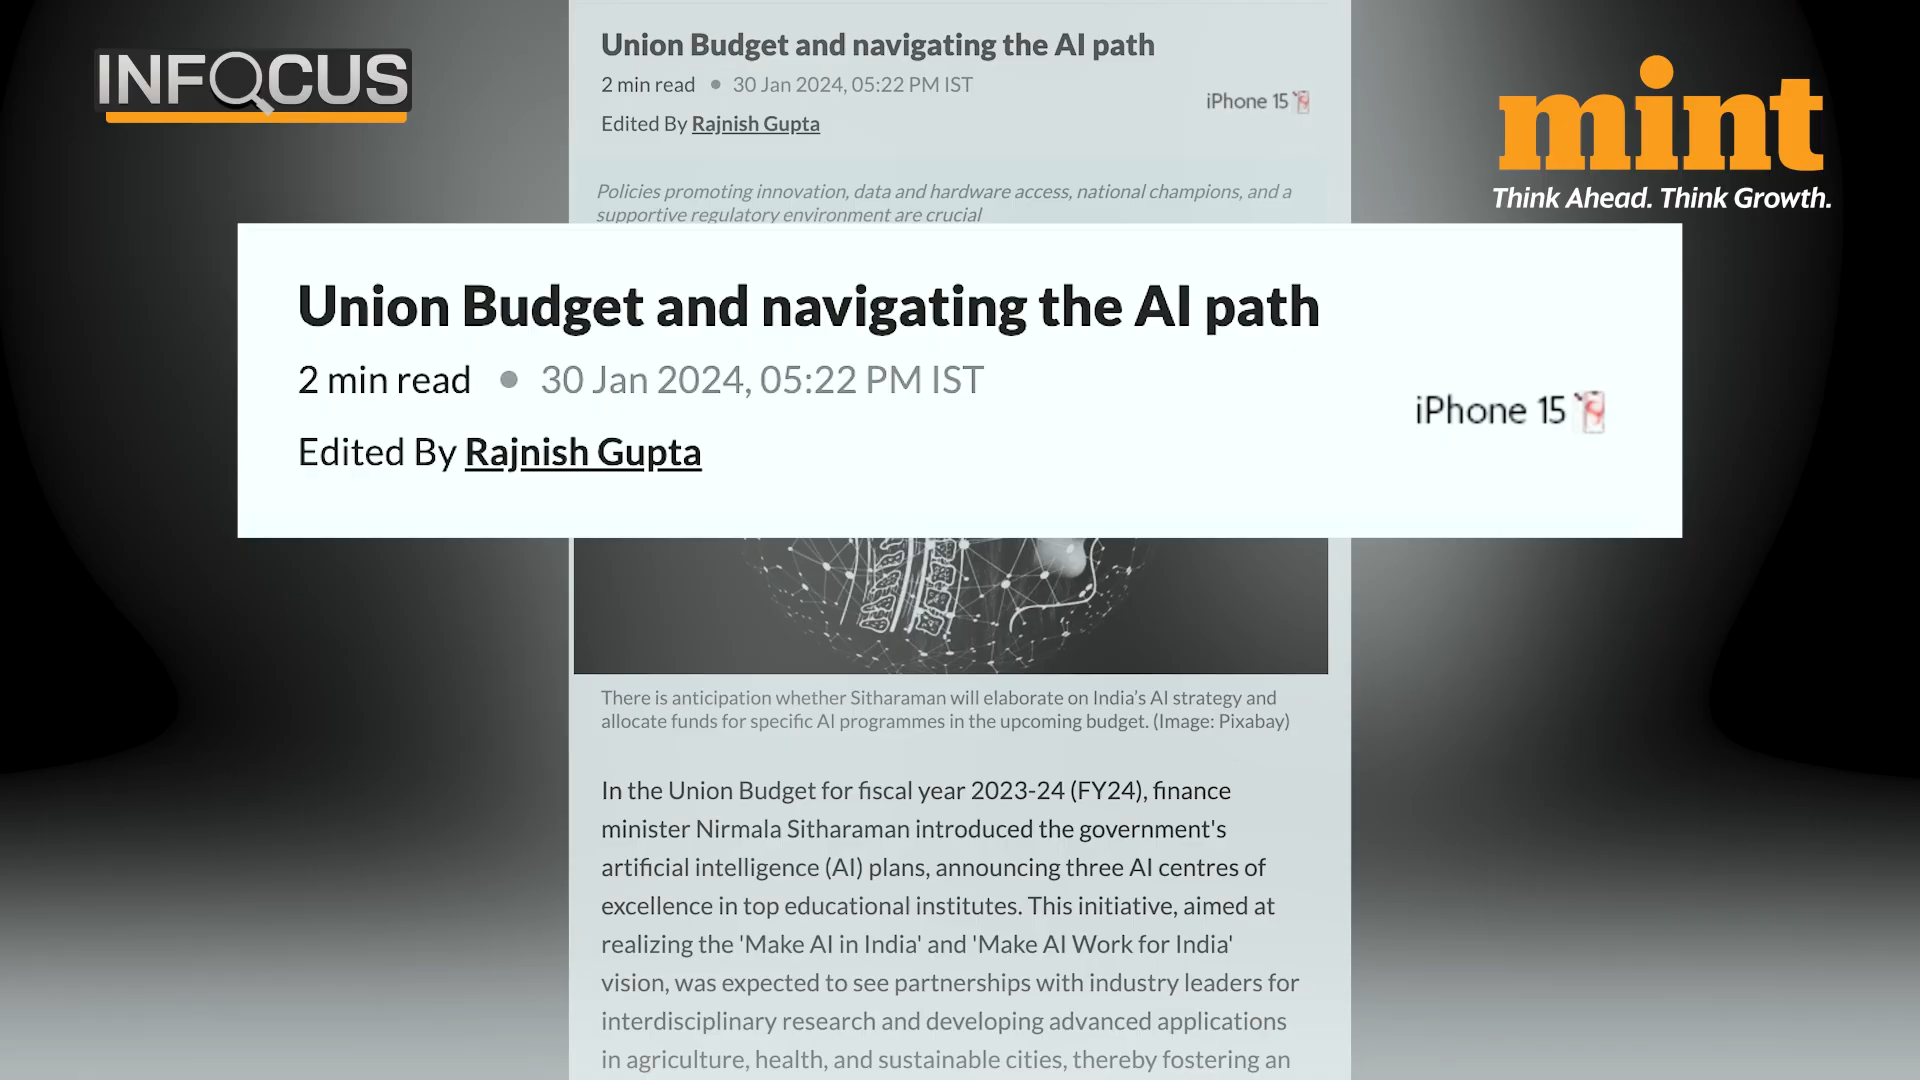 INFOCUS
mint
Think Ahead. Think Growth.
Union Budget and navigating the AI path
2 min read • 30 Jan 2024, 05:22 PM IST
iPhone 15
Edited By Rajnish Gupta
Policies promoting innovation, data and hardware access, national champions, and a
supportive regulatory environment are crucial
Union Budget and navigating the AI path
2 min read • 30 Jan 2024, 05:22 PM IST
iPhone 15
Edited By Rajnish Gupta
There is anticipation whether Sitharaman will elaborate on India’s AI strategy and
allocate funds for specific AI programmes in the upcoming budget. (Image: Pixabay)
In the Union Budget for fiscal year 2023-24 (FY24), finance
minister Nirmala Sitharaman introduced the government's
artificial intelligence (AI) plans, announcing three AI centres of
excellence in top educational institutes. This initiative, aimed at
realizing the 'Make AI in India' and 'Make AI Work for India'
vision, was expected to see partnerships with industry leaders for
interdisciplinary research and developing advanced applications
in agriculture, health, and sustainable cities, thereby fostering an